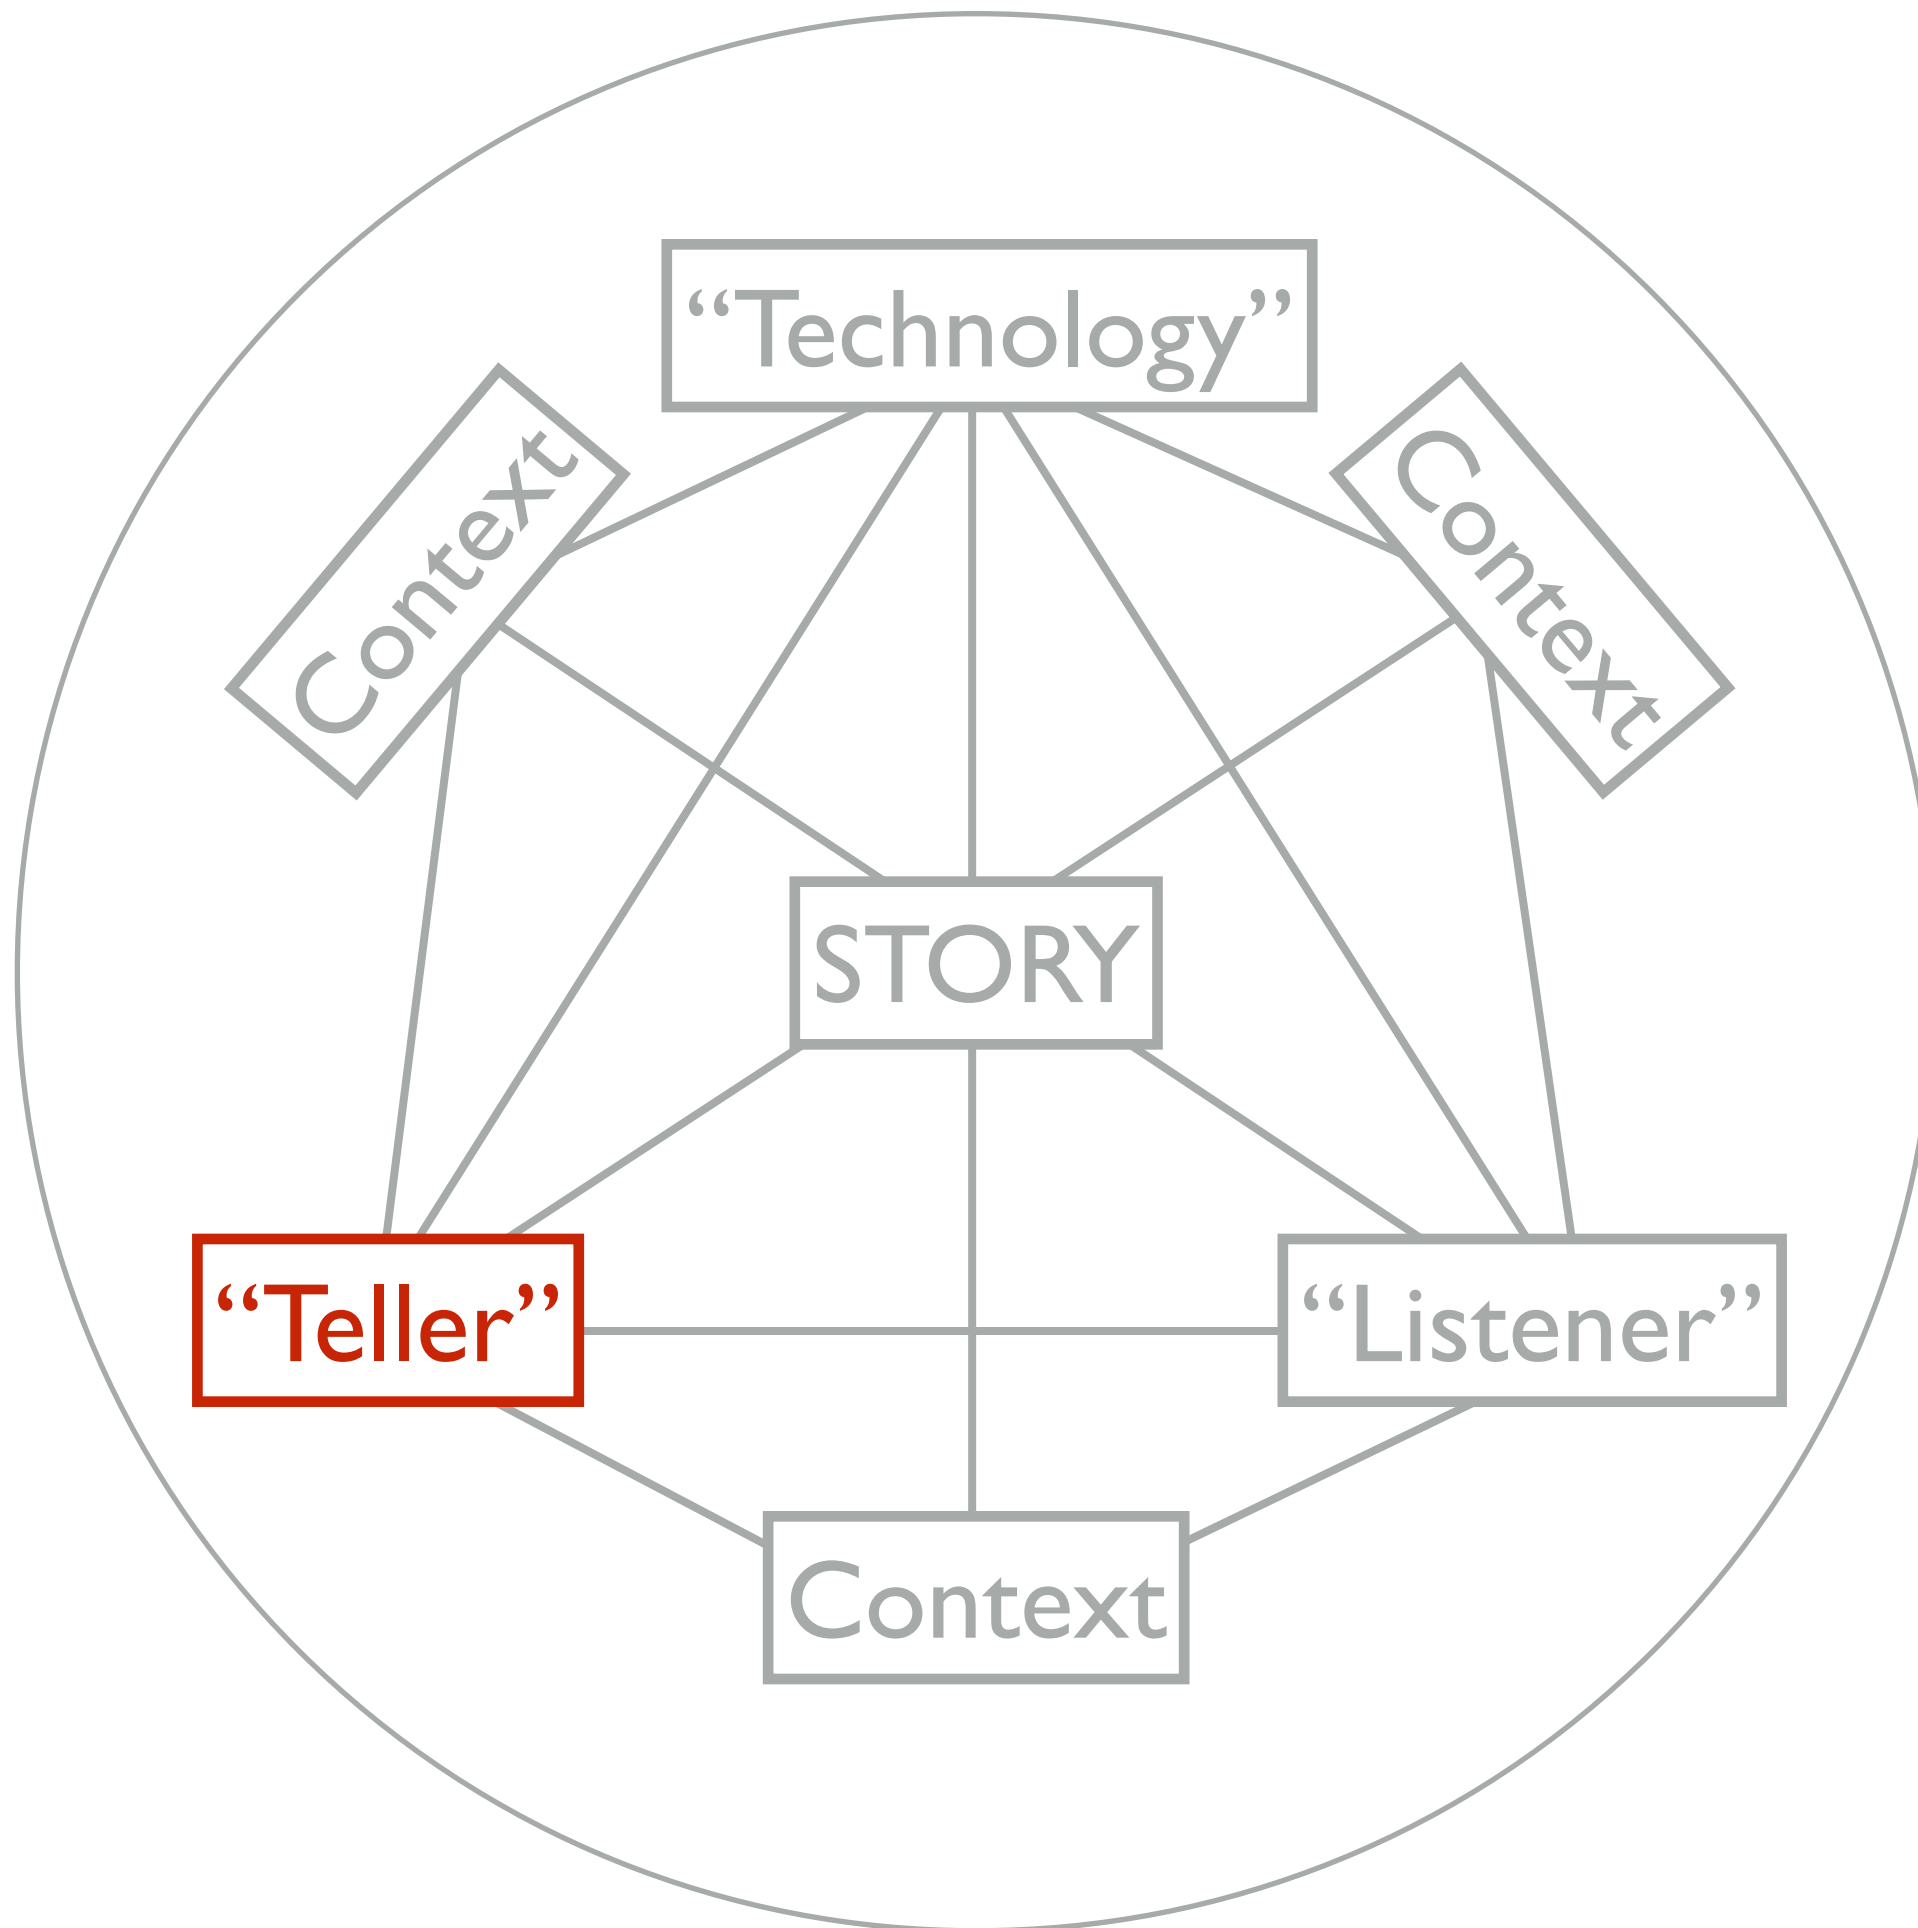 “Technology”
Context
Context
STORY
“Teller”
“Listener”
Context